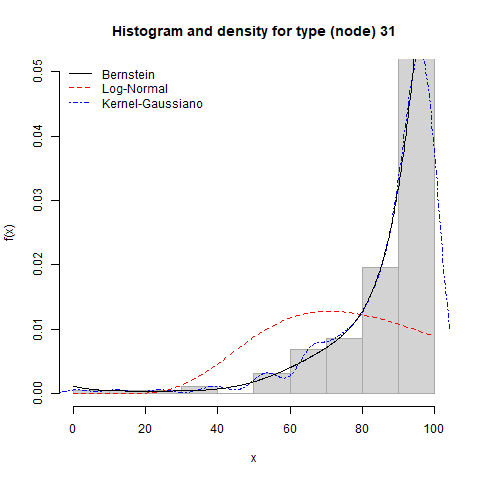 Histogram and density for type (node) 31
Bernstein
Log-Normal
Kernel-Gaussiano
f(x)
0.05
0.04
0.03
0.02
0.01
0.00
0 20 40 60 80 100
x